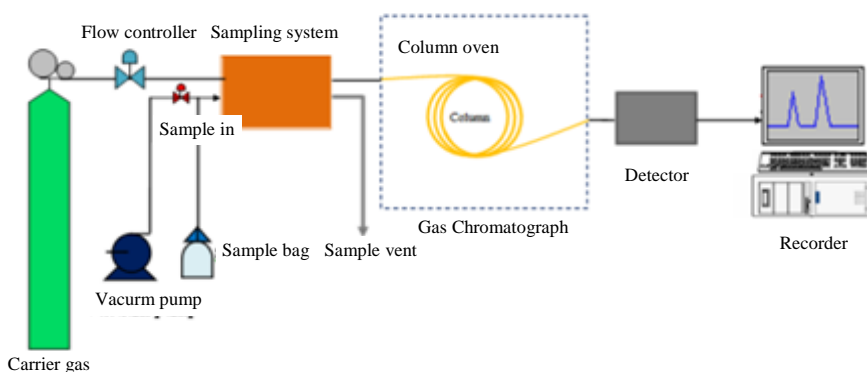 Flow controller
Sampling system
Column oven
Column
Sample in
Detector
Gas Chromatograph
Sample bag
Sample vent
Recorder
Vacurm pump
Carrier gas